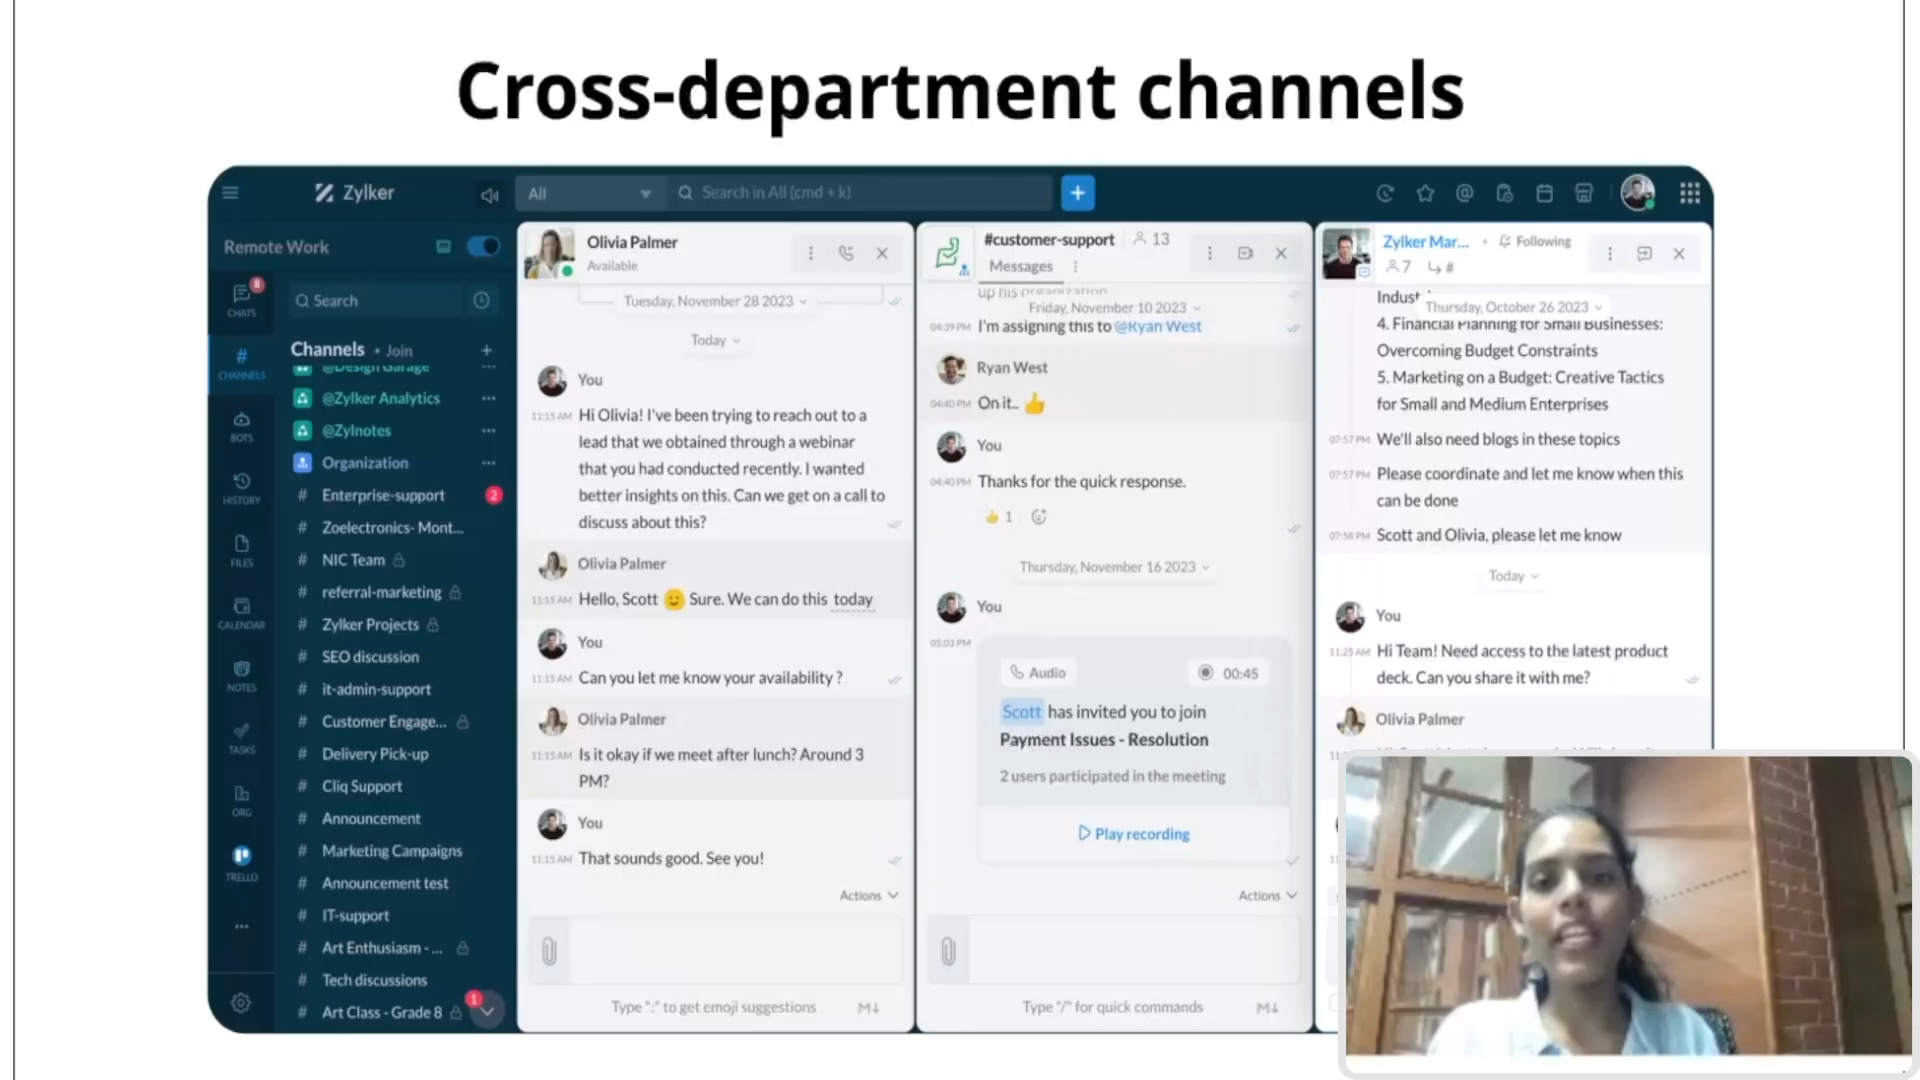 Cross-department channels
Zylker
All
Search in All (cmd + k)
Remote Work
8
CHATS
CHANNELS
BOTS
HISTORY
FILES
CALENDAR
NOTES
TASKS
ORG
TRELLO
Search
Channels • Join
@Design Garage
@Zylker Analytics
@Zylnotes
Organization
# Enterprise-support 2
# Zoelectronics- Mont...
# NIC Team
# referral-marketing
# Zylker Projects
# SEO discussion
# it-admin-support
# Customer Engage...
# Delivery Pick-up
# Cliq Support
# Announcement
# Marketing Campaigns
# Announcement test
# IT-support
# Art Enthusiasm - ...
# Tech discussions
# Art Class - Grade 8
1
Olivia Palmer
Available
Tuesday, November 28 2023
Today
You
11:15 AM Hi Olivia! I've been trying to reach out to a
lead that we obtained through a webinar
that you had conducted recently. I wanted
better insights on this. Can we get on a call to
discuss about this?
Olivia Palmer
11:15 AM Hello, Scott 🙂 Sure. We can do this today
You
11:15 AM Can you let me know your availability ?
Olivia Palmer
11:15 AM Is it okay if we meet after lunch? Around 3
PM?
You
11:15 AM That sounds good. See you!
Actions
Type ":" to get emoji suggestions M↓
#customer-support 13
Messages
up his organization
Friday, November 10 2023
04:39 PM I'm assigning this to @Ryan West
Ryan West
04:40 PM On it.. 👍
You
04:40 PM Thanks for the quick response.
👍 1
Thursday, November 16 2023
You
05:03 PM
Audio 00:45
Scott has invited you to join
Payment Issues - Resolution
2 users participated in the meeting
Play recording
Actions
Type "/" for quick commands M↓
Zylker Mar... • Following
7 #
Thursday, October 26 2023
4. Financial Planning for Small Businesses:
Overcoming Budget Constraints
5. Marketing on a Budget: Creative Tactics
for Small and Medium Enterprises
07:57 PM We'll also need blogs in these topics
07:57 PM Please coordinate and let me know when this
can be done
07:58 PM Scott and Olivia, please let me know
Today
You
11:25 AM Hi Team! Need access to the latest product
deck. Can you share it with me?
Olivia Palmer